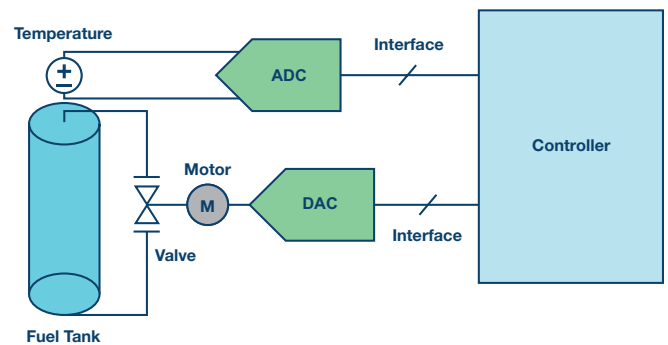 Temperature
Interface
ADC
Controller
Motor
M
DAC
Interface
Valve
Fuel Tank